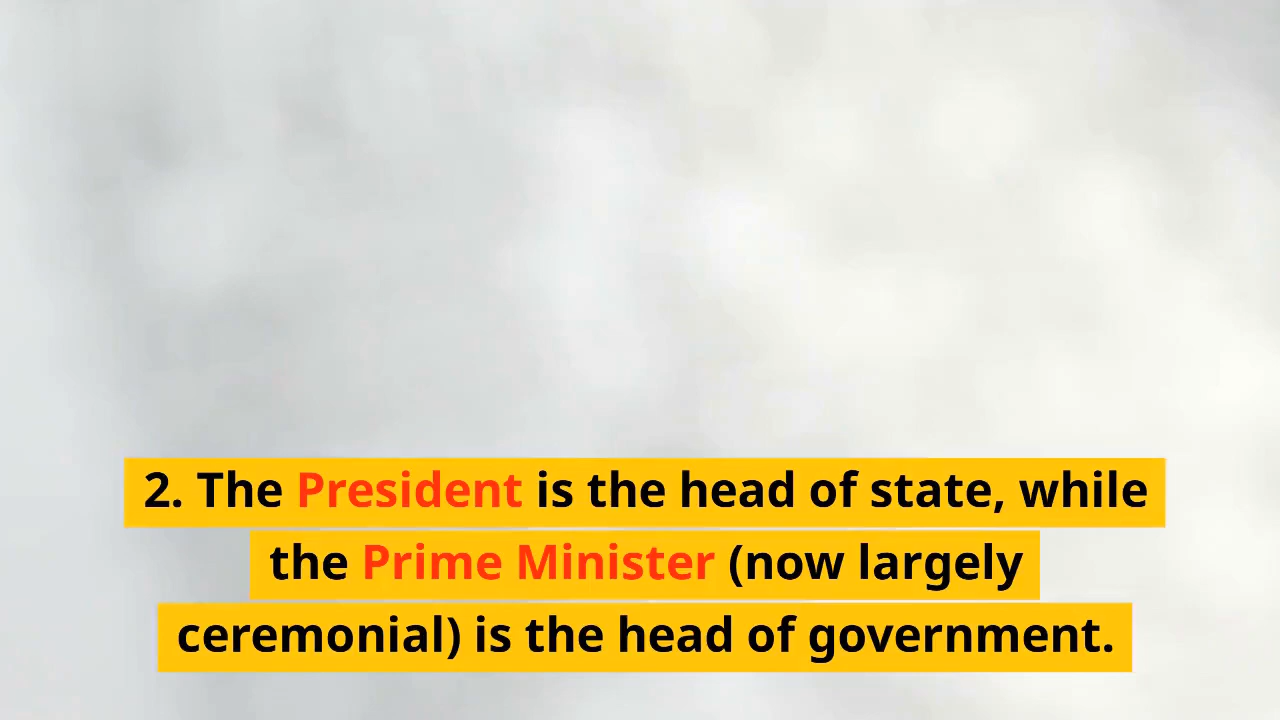 2. The President is the head of state, while
the Prime Minister (now largely
ceremonial) is the head of government.